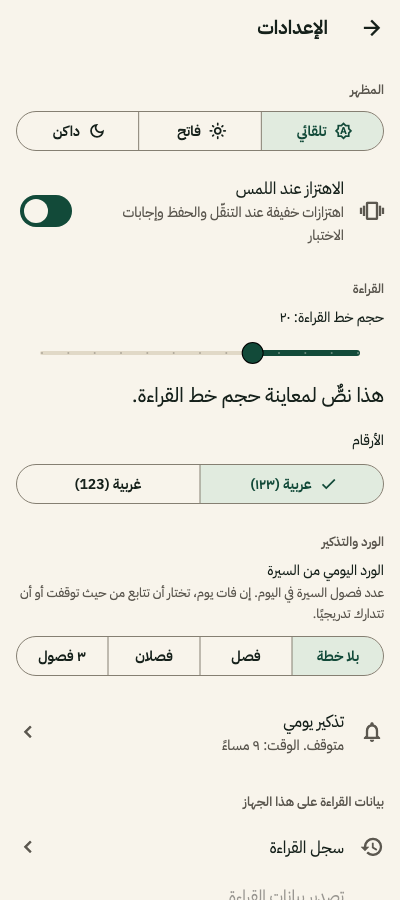 الإعدادات
المظهر
تلقائي
فاتح
داكن
الاهتزاز عند اللمس
اهتزازات خفيفة عند التنقّل والحفظ وإجابات
الاختبار
القراءة
حجم خط القراءة: ٢٠
هذا نصٌّ لمعاينة حجم خط القراءة.
الأرقام
عربية (١٢٣)
غربية (123)
الورد والتذكير
الورد اليومي من السيرة
عدد فصول السيرة في اليوم. إن فات يوم، تختار أن تتابع من حيث توقفت أو أن
تتدارك تدريجيًا.
بلا خطة
فصل
فصلان
٣ فصول
تذكير يومي
متوقف. الوقت: ٩ مساءً
بيانات القراءة على هذا الجهاز
سجل القراءة
تصدير بيانات القراءة